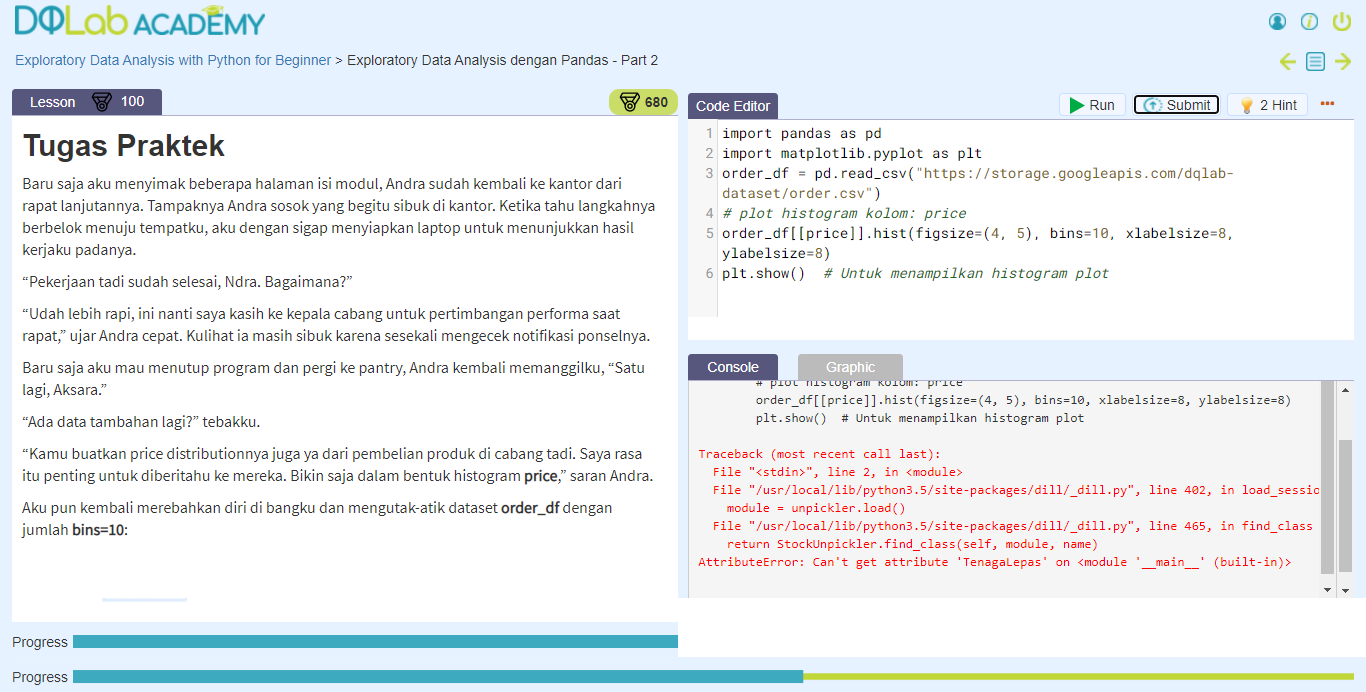 DQLab ACADEMY
Exploratory Data Analysis with Python for Beginner > Exploratory Data Analysis dengan Pandas - Part 2
Lesson 100
680
Tugas Praktek
Baru saja aku menyimak beberapa halaman isi modul, Andra sudah kembali ke kantor dari
rapat lanjutannya. Tampaknya Andra sosok yang begitu sibuk di kantor. Ketika tahu langkahnya
berbelok menuju tempatku, aku dengan sigap menyiapkan laptop untuk menunjukkan hasil
kerjaku padanya.
“Pekerjaan tadi sudah selesai, Ndra. Bagaimana?”
“Udah lebih rapi, ini nanti saya kasih ke kepala cabang untuk pertimbangan performa saat
rapat,” ujar Andra cepat. Kulihat ia masih sibuk karena sesekali mengecek notifikasi ponselnya.
Baru saja aku mau menutup program dan pergi ke pantry, Andra kembali memanggilku, “Satu
lagi, Aksara.”
“Ada data tambahan lagi?” tebakku.
“Kamu buatkan price distributionnya juga ya dari pembelian produk di cabang tadi. Saya rasa
itu penting untuk diberitahu ke mereka. Bikin saja dalam bentuk histogram price,” saran Andra.
Aku pun kembali merebahkan diri di bangku dan mengutak-atik dataset order_df dengan
jumlah bins=10:
Code Editor
Run
Submit
2 Hint
1 import pandas as pd
2 import matplotlib.pyplot as plt
3 order_df = pd.read_csv("https://storage.googleapis.com/dqlab-
dataset/order.csv")
4 # plot histogram kolom: price
5 order_df[[price]].hist(figsize=(4, 5), bins=10, xlabelsize=8,
ylabelsize=8)
6 plt.show()  # Untuk menampilkan histogram plot
Console
Graphic
# plot histogram kolom: price
order_df[[price]].hist(figsize=(4, 5), bins=10, xlabelsize=8, ylabelsize=8)
plt.show()  # Untuk menampilkan histogram plot
Traceback (most recent call last):
File "<stdin>", line 2, in <module>
File "/usr/local/lib/python3.5/site-packages/dill/_dill.py", line 402, in load_sessio
module = unpickler.load()
File "/usr/local/lib/python3.5/site-packages/dill/_dill.py", line 465, in find_class
return StockUnpickler.find_class(self, module, name)
AttributeError: Can't get attribute 'TenagaLepas' on <module '__main__' (built-in)>
Progress
Progress